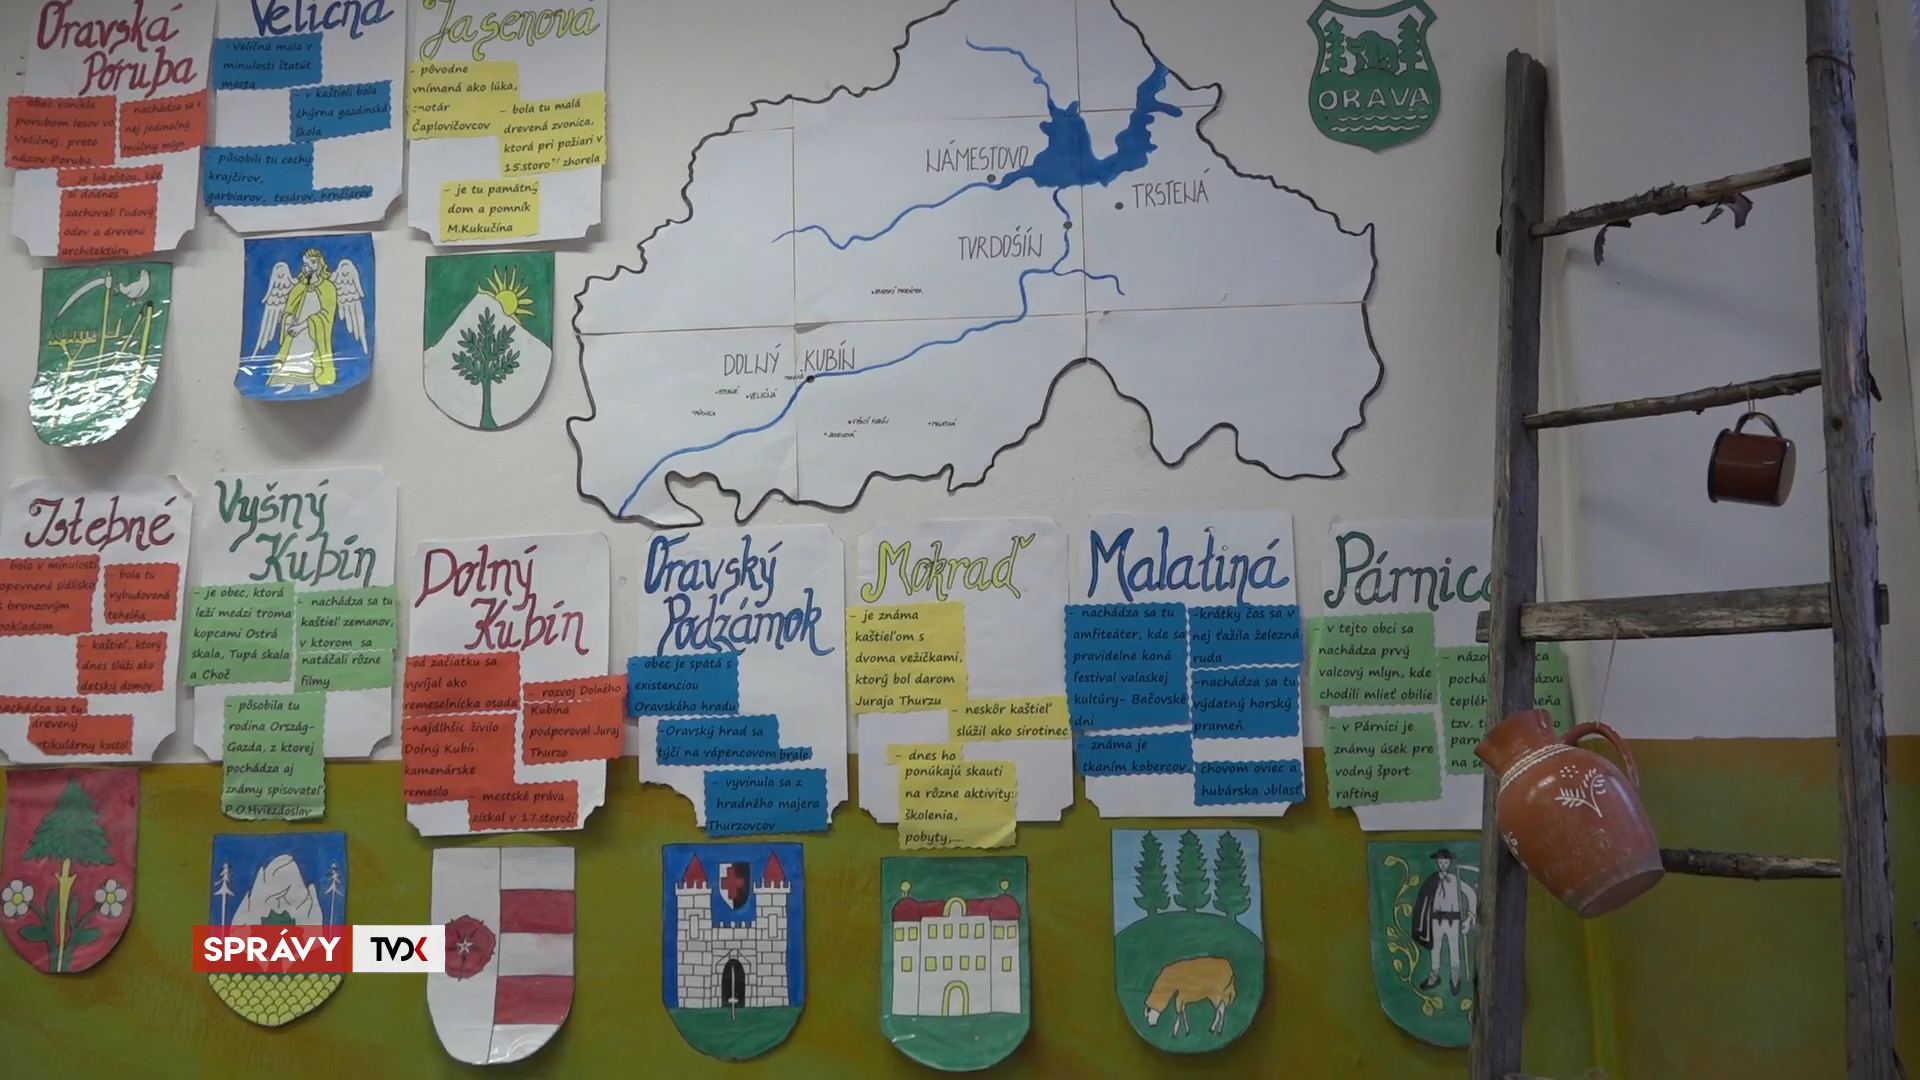 Oravská
Poruba
- obec vznikla
porubom lesov vo
Veličnej, preto
názov Poruba
- nachádza sa v
nej jedinečný
múčny mlyn
- je lokalitou, kde
si dodnes
zachovali ľudový
odev a drevenú
architektúru
Veličná
- Veličná mala v
minulosti štatút
mesta
- v kaštieli bola
chýrna gazdinská
škola
- pôsobili tu cechy
krajčírov,
garbiarov, tesárov, hrnčiarov
Jasenová
- pôvodne
vnímaná ako lúka,
notár
Čaplovičovcov
- bola tu malá
drevená zvonica,
ktorá pri požiari v
15.storočí zhorela
- je tu pamätný
dom a pomník
M.Kukučína
NÁMESTOVO
TRSTENÁ
TVRDOŠÍN
DOLNÝ KUBÍN
VELIČNÁ
PÁRNICA
VYŠNÝ KUBÍN
JASENOVÁ
MALATINÁ
ORAVA
Istebné
- bolo v minulosti
opevnené sídlisko
s bronzovým
pokladom
- bola tu
vybudovaná
tehelňa
- kaštieľ, ktorý
dnes slúži ako
detský domov
nachádza sa tu
drevený
artikulárny kostol
Vyšný
Kubín
- je obec, ktorá
leží medzi troma
kopcami Ostrá
skala, Tupá skala
a Choč
- nachádza sa tu
kaštieľ zemanov,
v ktorom sa
natáčali rôzne
filmy
- pôsobila tu
rodinaOrszág-
Gazda, z ktorej
pochádza aj
známy spisovateľ
P.O.Hviezdoslav
Dolný
Kubín
-od začiatku sa
vyvíjal ako
remeselnícka osada
-najdlhšie živilo
Dolný Kubín
kamenárske
remeslo
- rozvoj Dolného
Kubína
podporoval Juraj
Thurzo
mestské práva
získal v 17.storočí
Oravský
Podzámok
- obec je spätá s
existenciou
Oravského hradu
-Oravský hrad sa
týči na vápencovom brale
- vyvinula sa z
hradného majera
Thurzovcov
Mokraď
- je známa
kaštieľom s
dvoma vežičkami,
ktorý bol darom
Juraja Thurzu
- neskôr kaštieľ
slúžil ako sirotinec
- dnes ho
ponúkajú skauti
na rôzne aktivity:
školenia,
pobyty,....
Malatiná
- nachádza sa tu
amfiteáter, kde sa
pravidelne koná
festival valaskej
kultúry- Bačovské
dni
- známa je
tkaním kobercov,
-krátky čas sa v
nej ťažila železná
ruda
-nachádza sa tu
výdatný horský
prameň
chovom oviec a
hubárska oblasť
Párnica
- v tejto obci sa
nachádza prvý
valcový mlyn, kde
chodili mlieť obilie
- v Párnici je
známy úsek pre
vodný šport
rafting
SPRÁVY TVDK